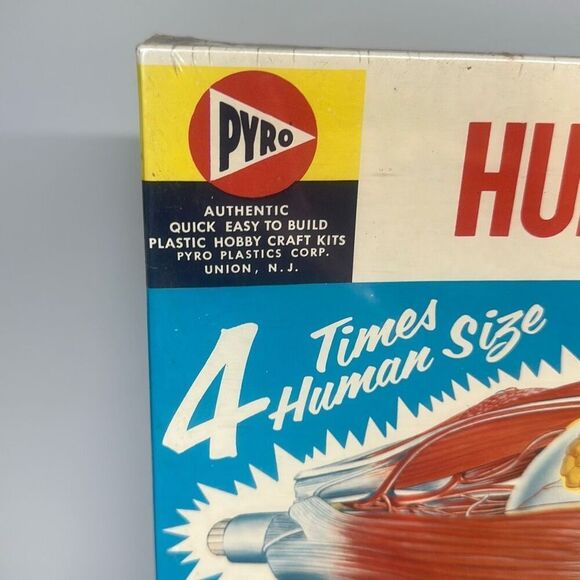 PYRO
AUTHENTIC
QUICK EASY TO BUILD
PLASTIC HOBBY CRAFT KITS
PYRO PLASTICS CORP.
UNION, N.J.
4 Times
Human Size